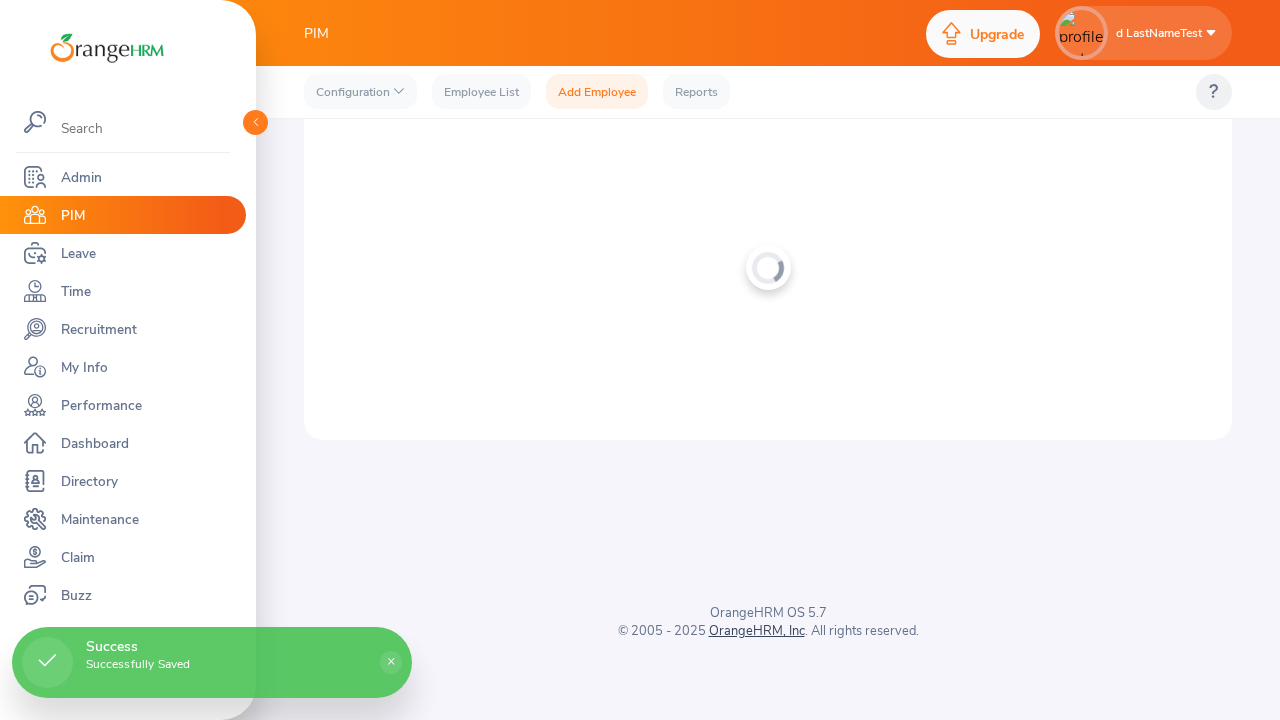 OrangeHRM
Search
Admin
PIM
Leave
Time
Recruitment
My Info
Performance
Dashboard
Directory
Maintenance
Claim
Buzz
PIM
Upgrade
profile
d LastNameTest
Configuration
Employee List
Add Employee
Reports
?
OrangeHRM OS 5.7
© 2005 - 2025 OrangeHRM, Inc. All rights reserved.
Success
Successfully Saved
×